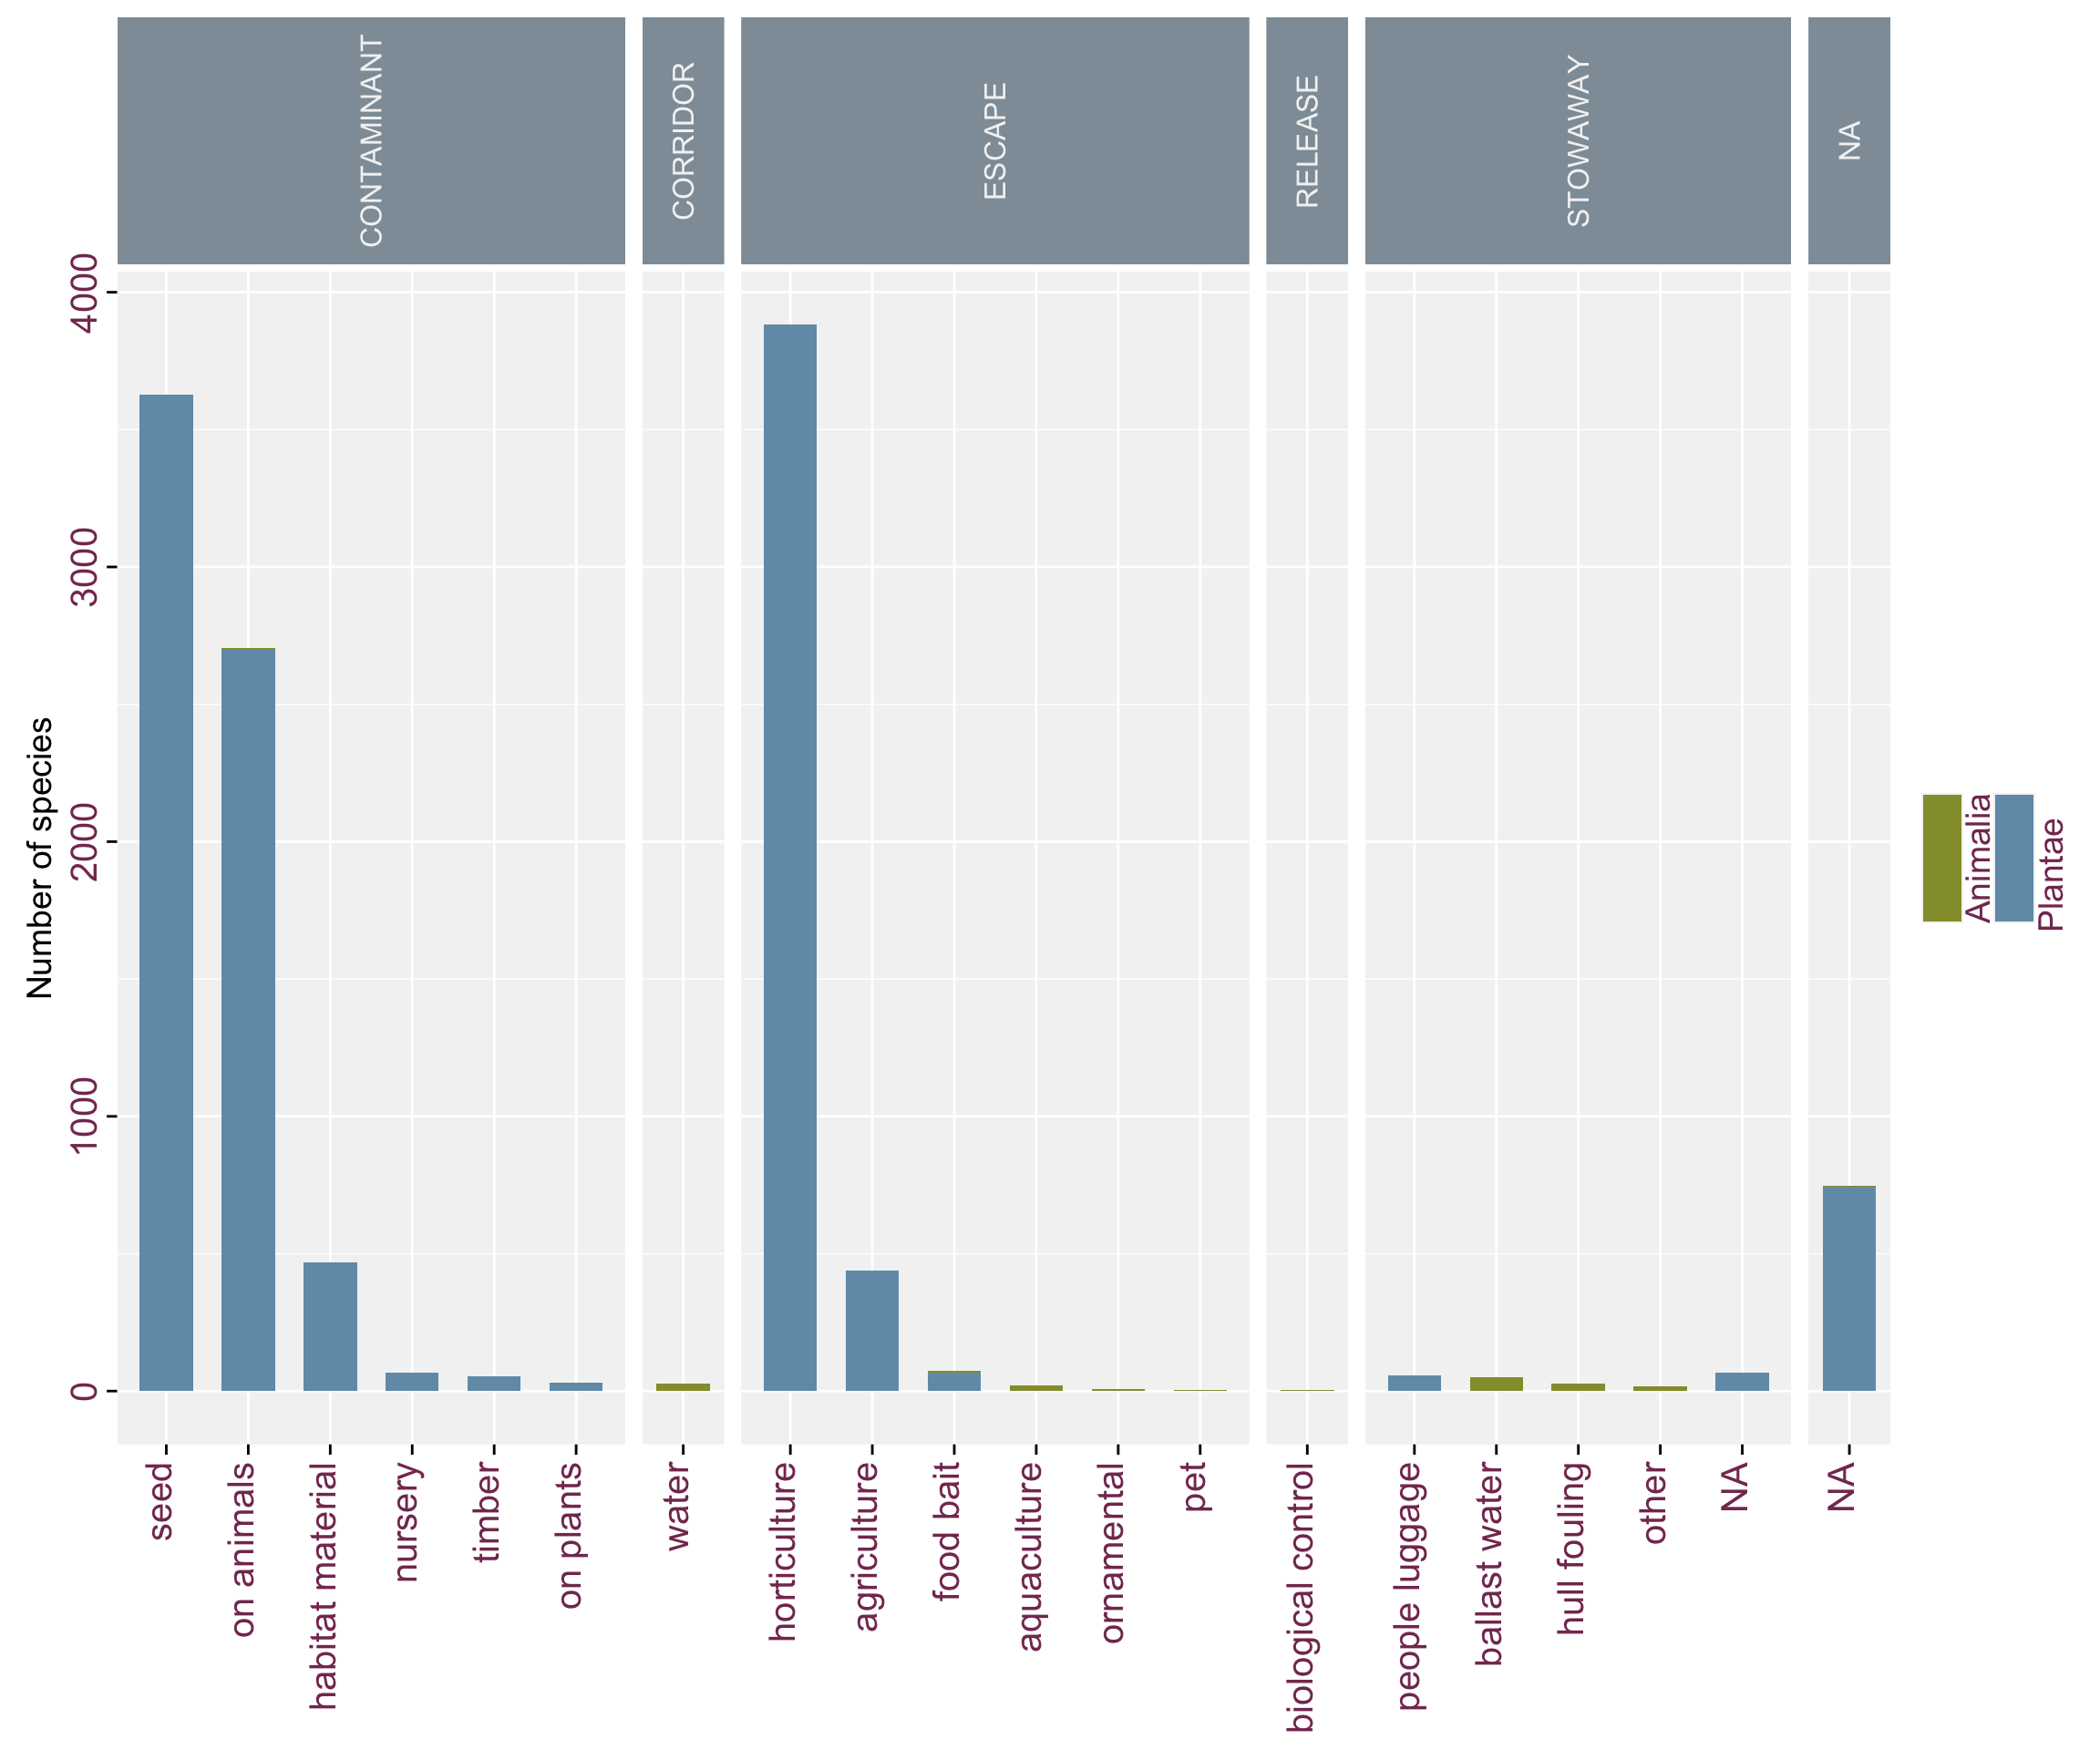 CONTAMINANT
CORRIDOR
ESCAPE
RELEASE
STOWAWAY
NA
Number of species
4000
3000
2000
1000
0
seed
on animals
habitat material
nursery
timber
on plants
water
horticulture
agriculture
food bait
aquaculture
ornamental
pet
biological control
people luggage
ballast water
hull fouling
other
NA
NA
Animalia
Plantae